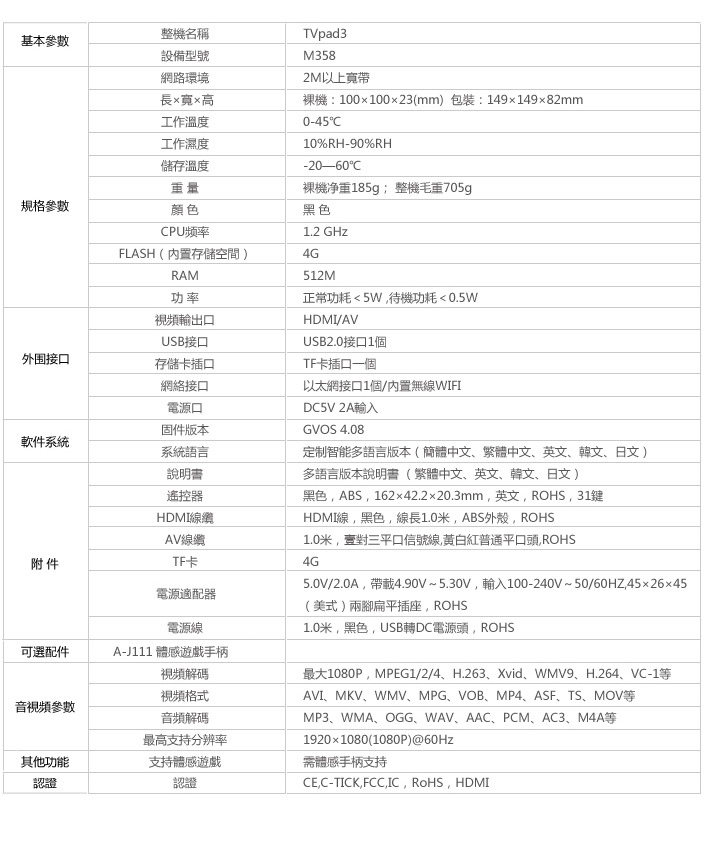 基本參數
整機名稱 TVpad3
設備型號 M358
規格參數
網路環境 2M以上寬帶
長×寬×高 裸機：100×100×23(mm) 包裝：149×149×82mm
工作溫度 0-45℃
工作濕度 10%RH-90%RH
儲存溫度 -20—60℃
重 量 裸機净重185g； 整機毛重705g
顏 色 黑 色
CPU頻率 1.2 GHz
FLASH（內置存儲空間） 4G
RAM 512M
功 率 正常功耗＜5W ,待機功耗＜0.5W
外围接口
視頻輸出口 HDMI/AV
USB接口 USB2.0接口1個
存儲卡插口 TF卡插口一個
網絡接口 以太網接口1個/內置無線WIFI
電源口 DC5V 2A輸入
軟件系統
固件版本 GVOS 4.08
系統語言 定制智能多語言版本（簡體中文、繁體中文、英文、韓文、日文）
附 件
說明書 多語言版本說明書 （繁體中文、英文、韓文、日文）
遙控器 黑色，ABS，162×42.2×20.3mm，英文，ROHS，31鍵
HDMI線纜 HDMI線，黑色，線長1.0米，ABS外殼，ROHS
AV線纜 1.0米，壹對三平口信號線,黃白紅普通平口頭,ROHS
TF卡 4G
電源適配器 5.0V/2.0A，帶載4.90V～5.30V，輸入100-240V～50/60HZ,45×26×45
（美式）兩腳扁平插座，ROHS
電源線 1.0米，黑色，USB轉DC電源頭，ROHS
可選配件 A-J111 體感遊戲手柄
音視頻參數
視頻解碼 最大1080P，MPEG1/2/4、H.263、Xvid、WMV9、H.264、VC-1等
視頻格式 AVI、MKV、WMV、MPG、VOB、MP4、ASF、TS、MOV等
音頻解碼 MP3、WMA、OGG、WAV、AAC、PCM、AC3、M4A等
最高支持分辨率 1920×1080(1080P)@60Hz
其他功能 支持體感遊戲 需體感手柄支持
認證 認證 CE,C-TICK,FCC,IC，RoHS，HDMI